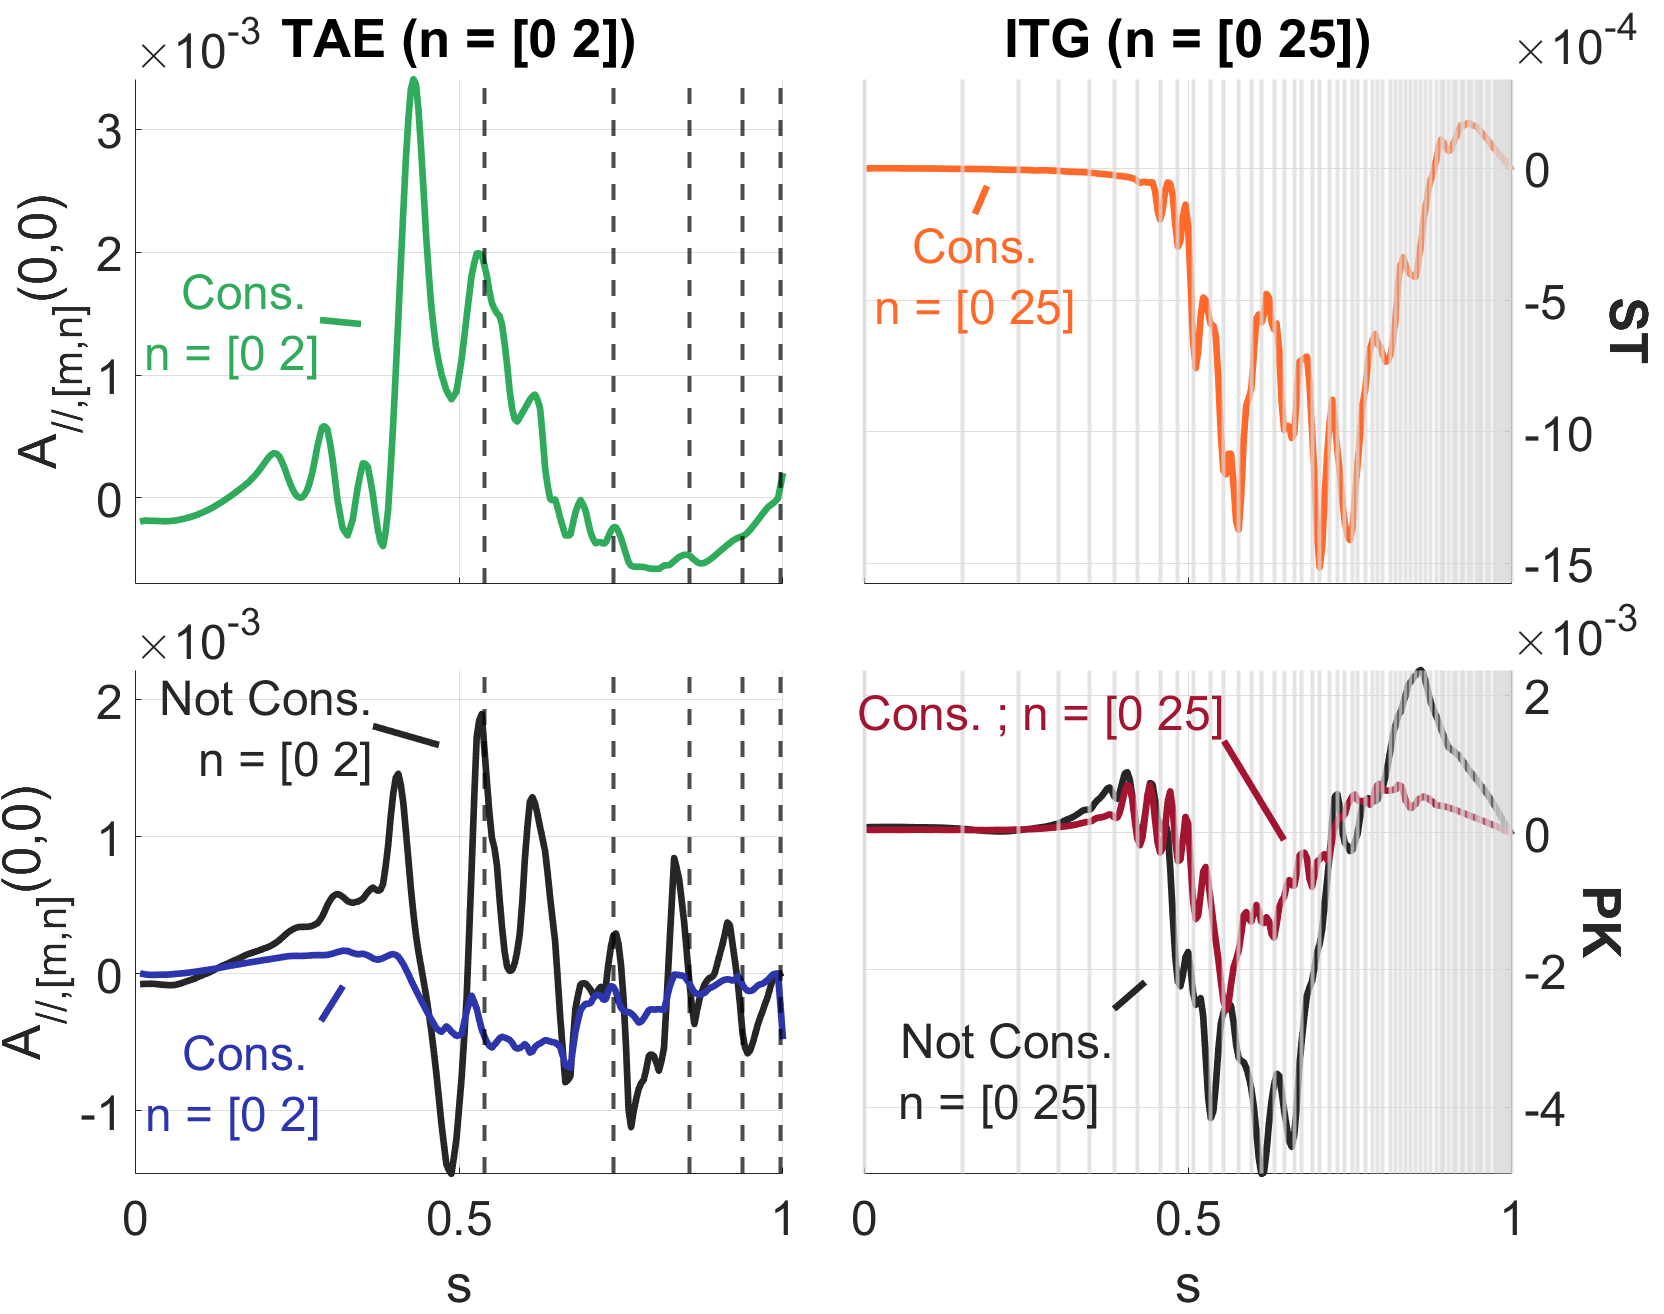 ×10⁻³ TAE (n = [0 2])
ITG (n = [0 25]) ×10⁻⁴
A//,[m,n](0,0)
3
2
1
0
Cons.
n = [0 2]
Cons.
n = [0 25]
0
-5
-10
-15
ST
×10⁻³
×10⁻³
A//,[m,n](0,0)
2
1
0
-1
Not Cons.
n = [0 2]
Cons.
n = [0 2]
Cons. ; n = [0 25]
Not Cons.
n = [0 25]
2
0
-2
-4
PK
0 0.5 1
0 0.5 1
s
s